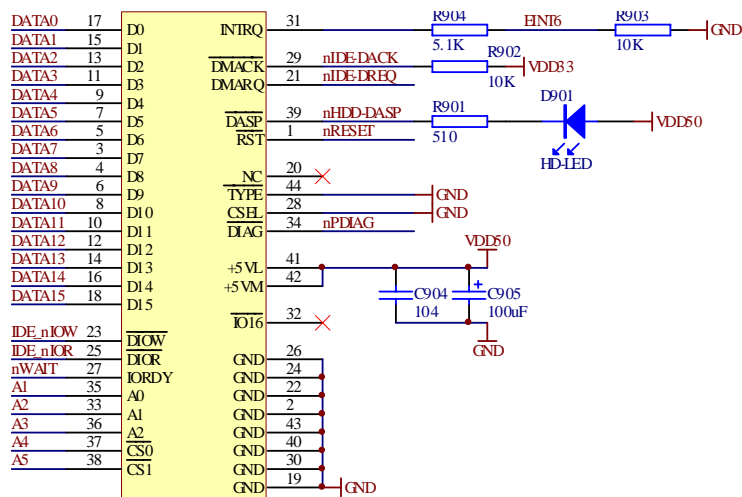 DATA0 17 D0 INTRQ 31 R904 5.1K EINT6 R903 10K GND
DATA1 15 D1
DATA2 13 D2 DMACK 29 nIDE-DACK R902 10K VDD33
DATA3 11 D3 DMARQ 21 nIDE-DREQ
DATA4 9 D4
DATA5 7 D5 DASP 39 nHDD-DASP R901 510 D901 HD-LED VDD50
DATA6 5 D6 RST 1 nRESET
DATA7 3 D7
DATA8 4 D8 NC 20
DATA9 6 D9 TYPE 44 GND
DATA10 8 D10 CSEL 28 GND
DATA11 10 D11 DIAG 34 nPDIAG
DATA12 12 D12
DATA13 14 D13 +5VL 41 VDD50
DATA14 16 D14 +5VM 42 C904 104 C905 100uF GND
DATA15 18 D15
IO16 32
IDE_nIOW 23 DIOW
IDE_nIOR 25 DIOR GND 26
nWAIT 27 IORDY GND 24
A1 35 A0 GND 22
A2 33 A1 GND 2
A3 36 A2 GND 43
A4 37 CS0 GND 40
A5 38 CS1 GND 30
GND 19 GND